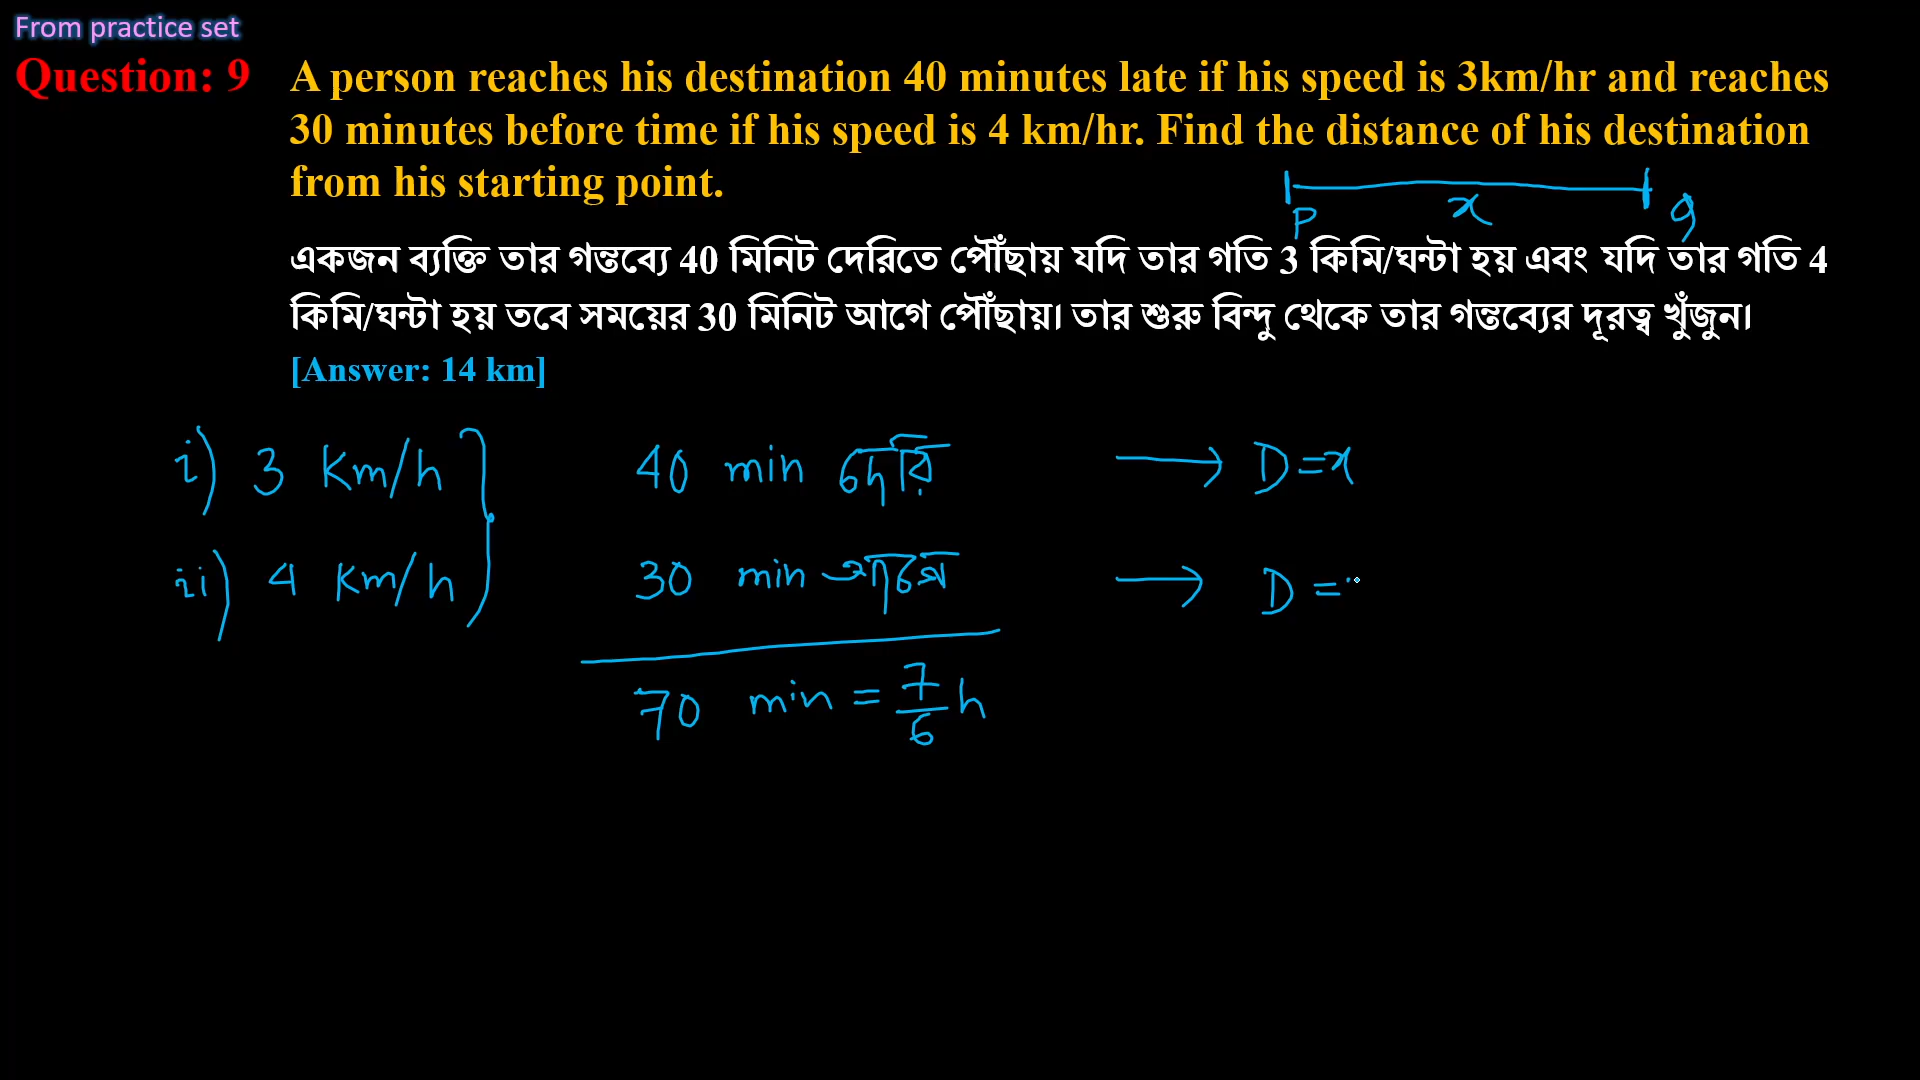 From practice set
Question: 9 A person reaches his destination 40 minutes late if his speed is 3km/hr and reaches
30 minutes before time if his speed is 4 km/hr. Find the distance of his destination
from his starting point.
P x q
একজন ব্যক্তি তার গন্তব্যে 40 মিনিট দেরিতে পৌঁছায় যদি তার গতি 3 কিমি/ঘন্টা হয় এবং যদি তার গতি 4
কিমি/ঘন্টা হয় তবে সময়ের 30 মিনিট আগে পৌঁছায়। তার শুরু বিন্দু থেকে তার গন্তব্যের দূরত্ব খুঁজুন।
[Answer: 14 km]
i) 3 Km/h 40 min দেরি → D=x
ii) 4 Km/h 30 min আগে → D =
70 min = 7/6 h